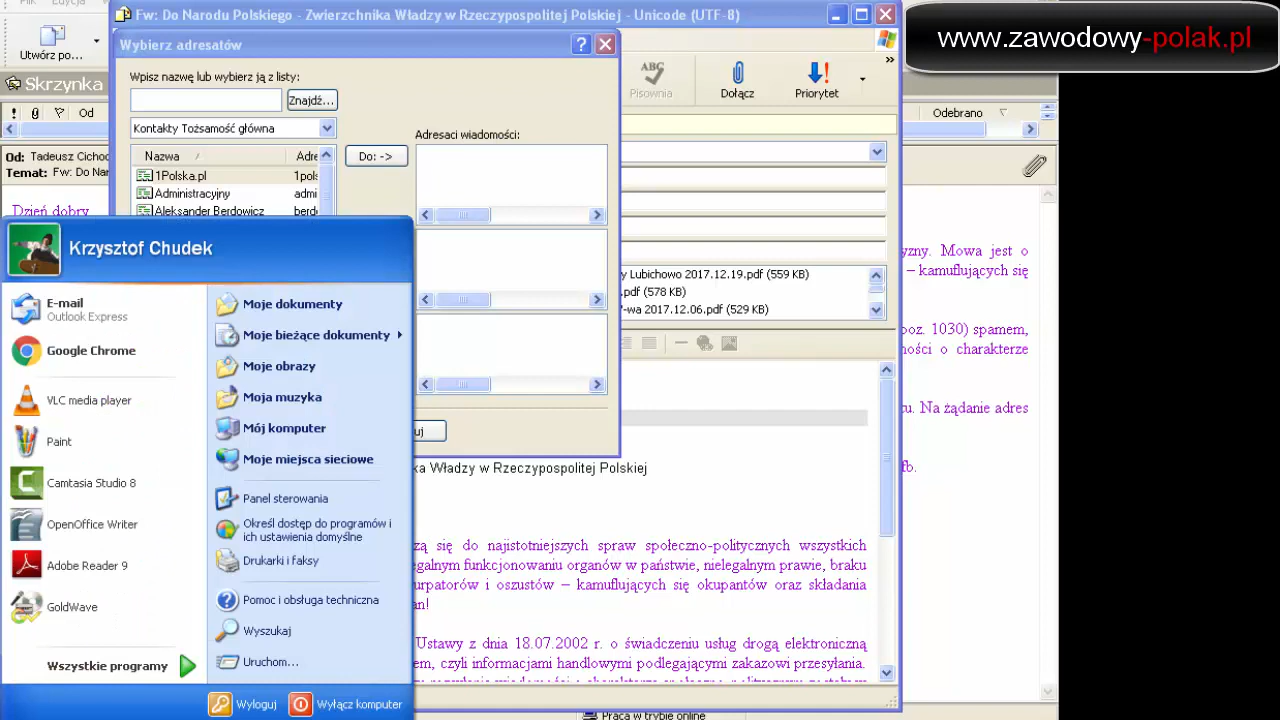 Fw: Do Narodu Polskiego - Zwierzchnika Władzy w Rzeczypospolitej Polskiej - Unicode (UTF-8)
www.zawodowy-polak.pl
Utwórz po...
Wybierz adresatów
Wpisz nazwę lub wybierz ją z listy:
Znajdź...
Kontakty Tożsamość główna
Nazwa
Adre
Do: ->
Adresaci wiadomości:
1Polska.pl
1pols
Administracyjny
admi
Aleksander Berdowicz
berd
Pisownia
Dołącz
Priorytet
Skrzynka
! Od
Odebrano
Od: Tadeusz Cicho
Temat: Fw: Do Nar
Dzień dobry
y Lubichowo 2017.12.19.pdf (559 KB)
.pdf (578 KB)
7-wa 2017.12.06.pdf (529 KB)
yzny. Mowa jest o
– kamuflujących się
poz. 1030) spamem,
ności o charakterze
tu. Na żądanie adres
fb.
Krzysztof Chudek
E-mail
Outlook Express
Google Chrome
VLC media player
Paint
Camtasia Studio 8
OpenOffice Writer
Adobe Reader 9
GoldWave
Wszystkie programy
Moje dokumenty
Moje bieżące dokumenty
Moje obrazy
Moja muzyka
Mój komputer
Moje miejsca sieciowe
Panel sterowania
Określ dostęp do programów i
ich ustawienia domyślne
Drukarki i faksy
Pomoc i obsługa techniczna
Wyszukaj
Uruchom...
Wyloguj
Wyłącz komputer
uj
ka Władzy w Rzeczypospolitej Polskiej
zą się do najistotniejszych spraw społeczno-politycznych wszystkich
egalnym funkcjonowaniu organów w państwie, nielegalnym prawie, braku
urpatorów i oszustów – kamuflujących się okupantów oraz składania
an!
Ustawy z dnia 18.07.2002 r. o świadczeniu usług drogą elektroniczną
em, czyli informacjami handlowymi podlegającymi zakazowi przesyłania.
Praca w trybie online